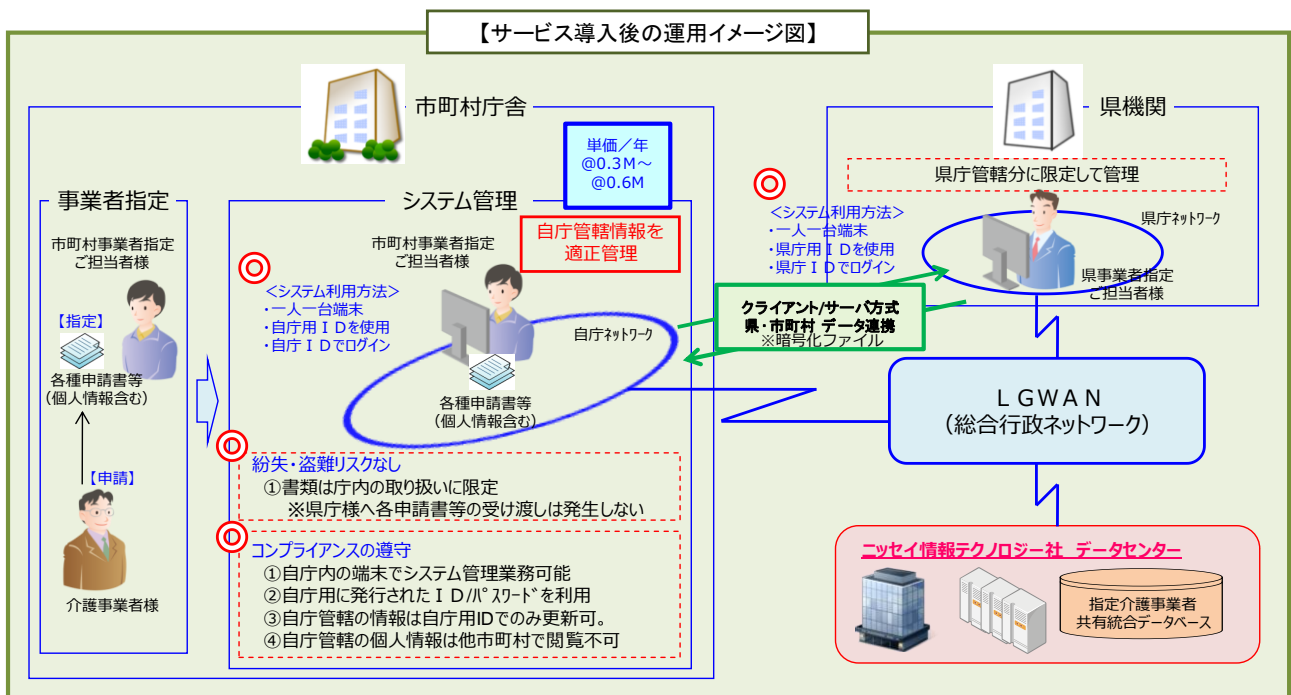 【サービス導入後の運用イメージ図】
市町村庁舎
事業者指定
市町村事業者指定
ご担当者様
【指定】
各種申請書等
（個人情報含む）
【申請】
介護事業者様
システム管理
単価／年
@0.3M～
@0.6M
市町村事業者指定
ご担当者様
自庁管轄情報を
適正管理
＜システム利用方法＞
・一人一台端末
・自庁用ＩＤを使用
・自庁ＩＤでログイン
自庁ネットワーク
各種申請書等
（個人情報含む）
紛失・盗難リスクなし
①書類は庁内の取り扱いに限定
※県庁様へ各申請書等の受け渡しは発生しない
コンプライアンスの遵守
①自庁内の端末でシステム管理業務可能
②自庁用に発行されたＩＤ/ﾊﾟｽﾜｰﾄﾞを利用
③自庁管轄の情報は自庁用IDでのみ更新可。
④自庁管轄の個人情報は他市町村で閲覧不可
クライアント/サーバ方式
県・市町村 データ連携
※暗号化ファイル
県機関
県庁管轄分に限定して管理
＜システム利用方法＞
・一人一台端末
・県庁用ＩＤを使用
・県庁ＩＤでログイン
県庁ネットワーク
県事業者指定
ご担当者様
ＬＧＷＡＮ
（総合行政ネットワーク）
ニッセイ情報テクノロジー社 データセンター
指定介護事業者
共有統合データベース